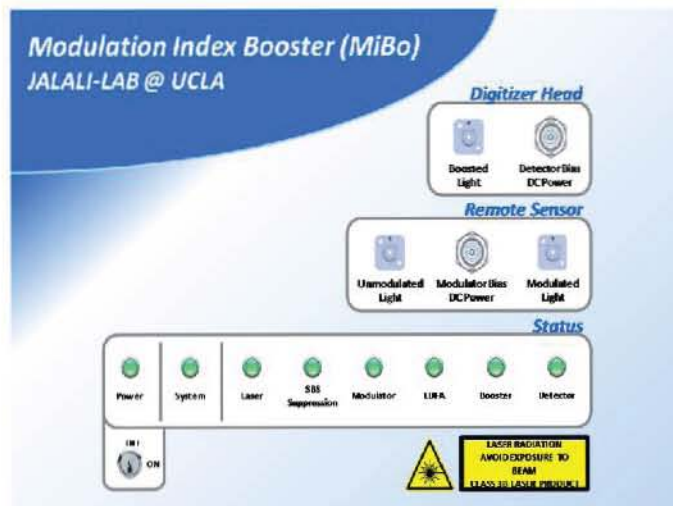 Modulation Index Booster (MiBo)
JALALI-LAB @ UCLA
Digitizer Head
Boosted
Light
Detector Bias
DC Power
Remote Sensor
Unmodulated
Light
Modulator Bias
DC Power
Modulated
Light
Status
Power
System
Laser
SBS
Suppression
Modulator
Booster
Detector
ON
LASER RADIATION
AVOID EXPOSURE TO
BEAM
CLASS 3B LASER PRODUCT